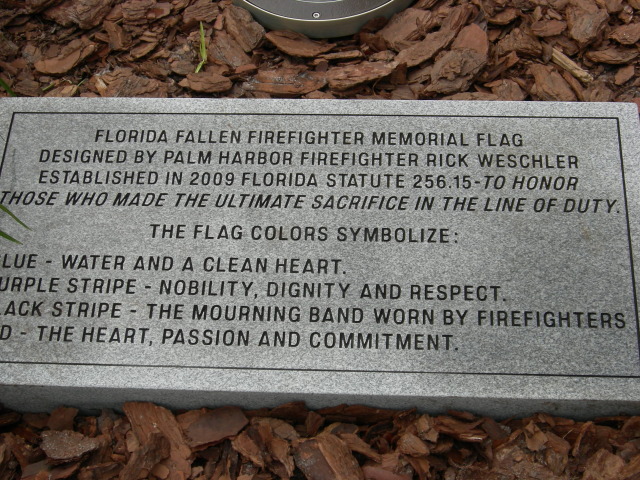 FLORIDA FALLEN FIREFIGHTER MEMORIAL FLAG
DESIGNED BY PALM HARBOR FIREFIGHTER RICK WESCHLER
ESTABLISHED IN 2009 FLORIDA STATUTE 256.15-TO HONOR
THOSE WHO MADE THE ULTIMATE SACRIFICE IN THE LINE OF DUTY.
THE FLAG COLORS SYMBOLIZE:
LUE - WATER AND A CLEAN HEART.
URPLE STRIPE - NOBILITY, DIGNITY AND RESPECT.
LACK STRIPE - THE MOURNING BAND WORN BY FIREFIGHTERS
D - THE HEART, PASSION AND COMMITMENT.